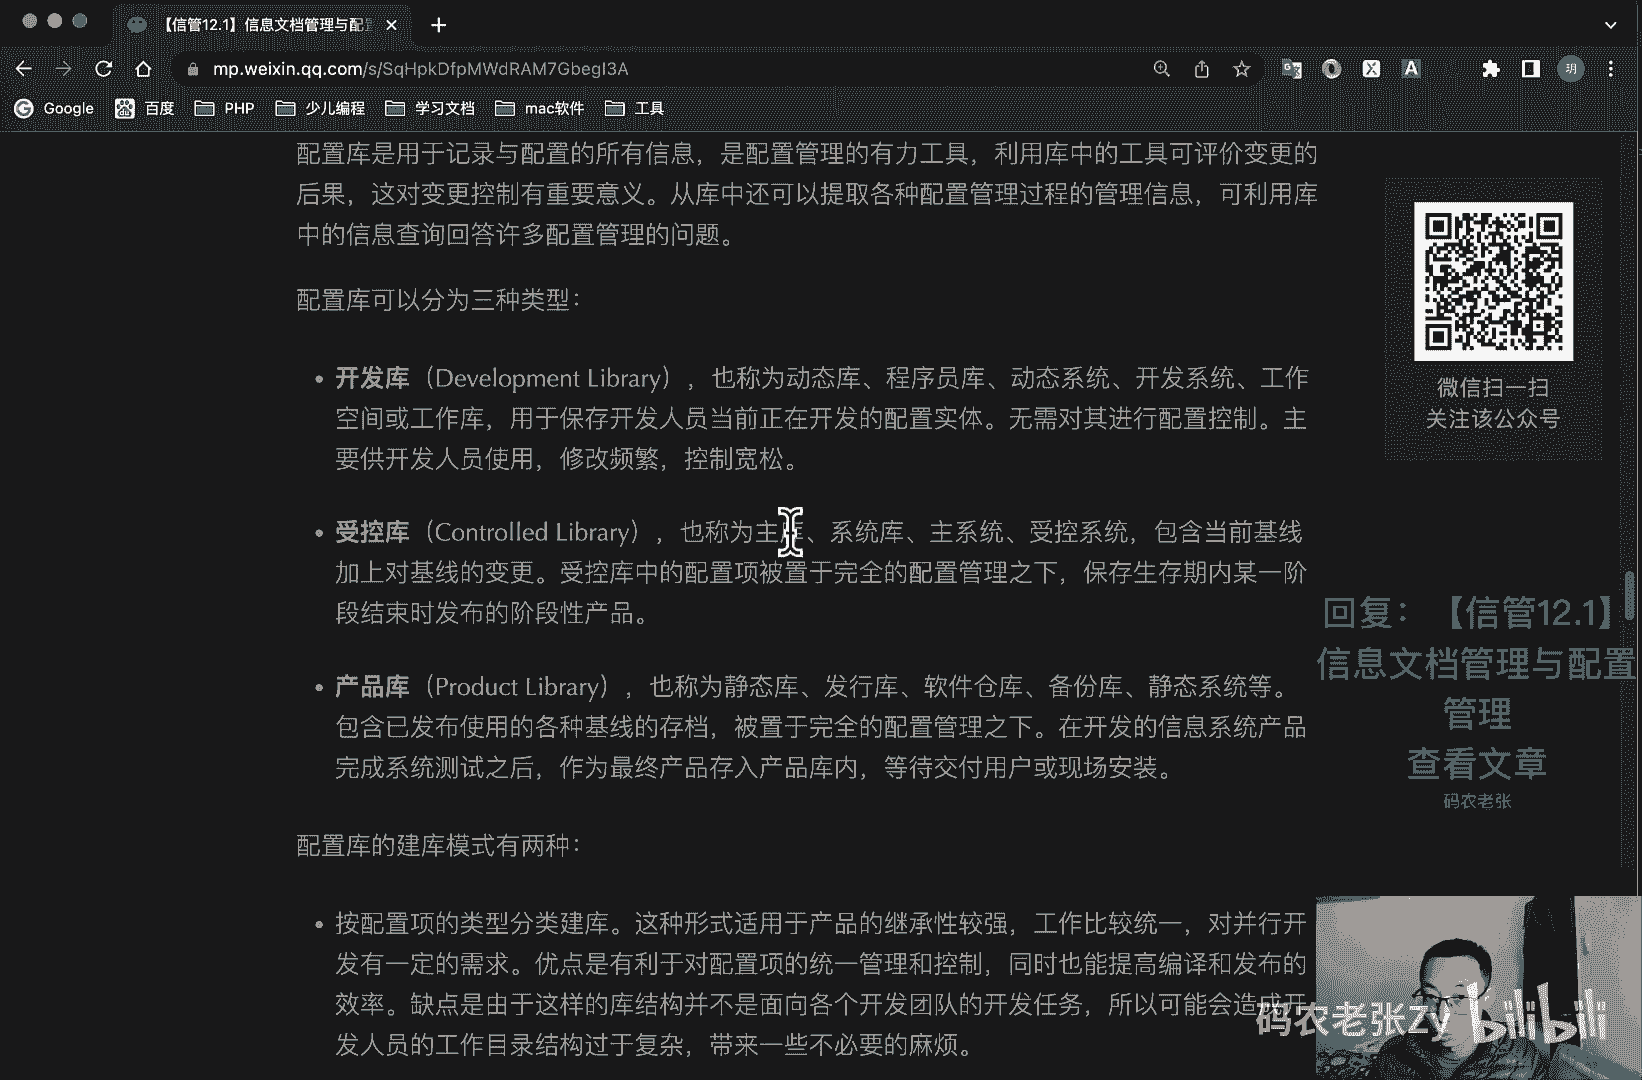 【信管12.1】信息文档管理与配
mp.weixin.qq.com/s/SqHpkDfpMWdRAM7GbegI3A
玥
Google 百度 PHP 少儿编程 学习文档 mac软件 工具
配置库是用于记录与配置的所有信息，是配置管理的有力工具，利用库中的工具可评价变更的
后果，这对变更控制有重要意义。从库中还可以提取各种配置管理过程的管理信息，可利用库
中的信息查询回答许多配置管理的问题。
配置库可以分为三种类型：
• 开发库（Development Library），也称为动态库、程序员库、动态系统、开发系统、工作
空间或工作库，用于保存开发人员当前正在开发的配置实体。无需对其进行配置控制。主
要供开发人员使用，修改频繁，控制宽松。
• 受控库（Controlled Library），也称为主库、系统库、主系统、受控系统，包含当前基线
加上对基线的变更。受控库中的配置项被置于完全的配置管理之下，保存生存期内某一阶
段结束时发布的阶段性产品。
• 产品库（Product Library），也称为静态库、发行库、软件仓库、备份库、静态系统等。
包含已发布使用的各种基线的存档，被置于完全的配置管理之下。在开发的信息系统产品
完成系统测试之后，作为最终产品存入产品库内，等待交付用户或现场安装。
配置库的建库模式有两种：
• 按配置项的类型分类建库。这种形式适用于产品的继承性较强，工作比较统一，对并行开
发有一定的需求。优点是有利于对配置项的统一管理和控制，同时也能提高编译和发布的
效率。缺点是由于这样的库结构并不是面向各个开发团队的开发任务，所以可能会造成开
发人员的工作目录结构过于复杂，带来一些不必要的麻烦。
微信扫一扫
关注该公众号
回复：【信管12.1】
信息文档管理与配置
管理
查看文章
码农老张
码农老张Zy bilibili